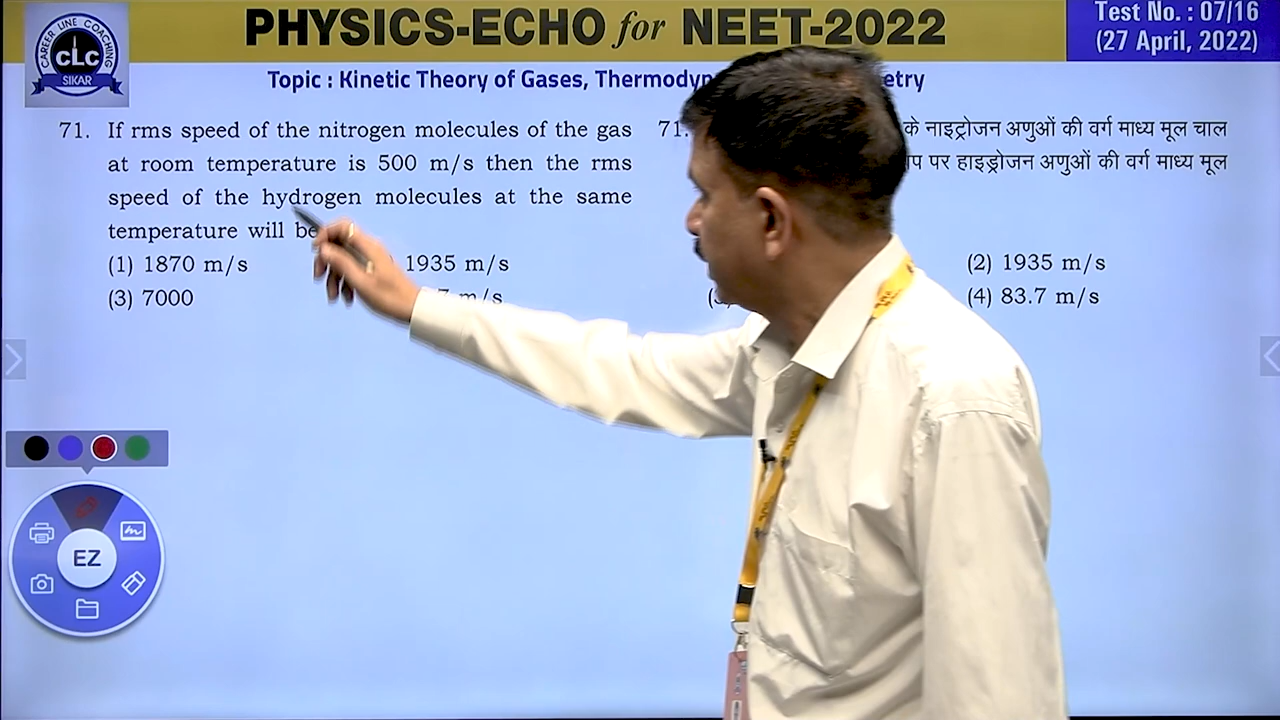 PHYSICS-ECHO for NEET-2022
Test No. : 07/16
(27 April, 2022)
CAREER LINE COACHING
CLC
SIKAR
Topic : Kinetic Theory of Gases,
71. If rms speed of the nitrogen molecules of the gas
at room temperature is 500 m/s then the rms
speed of the hydrogen molecules at the same
temperature will be
(1) 1870 m/s 1935 m/s
(3) 7000 m/s
71. के नाइट्रोजन अणुओं की वर्ग माध्य मूल चाल
पर हाइड्रोजन अणुओं की वर्ग माध्य मूल
(2) 1935 m/s
(4) 83.7 m/s
EZ